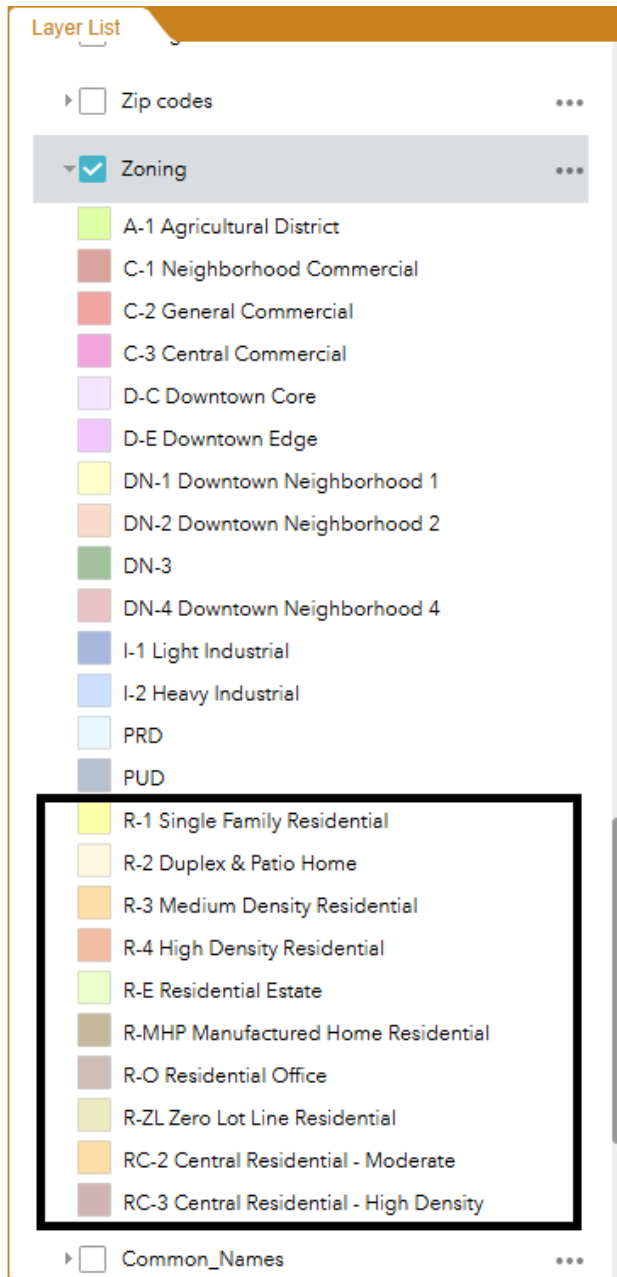 Layer List
Zip codes
Zoning
A-1 Agricultural District
C-1 Neighborhood Commercial
C-2 General Commercial
C-3 Central Commercial
D-C Downtown Core
D-E Downtown Edge
DN-1 Downtown Neighborhood 1
DN-2 Downtown Neighborhood 2
DN-3
DN-4 Downtown Neighborhood 4
I-1 Light Industrial
I-2 Heavy Industrial
PRD
PUD
R-1 Single Family Residential
R-2 Duplex & Patio Home
R-3 Medium Density Residential
R-4 High Density Residential
R-E Residential Estate
R-MHP Manufactured Home Residential
R-O Residential Office
R-ZL Zero Lot Line Residential
RC-2 Central Residential - Moderate
RC-3 Central Residential - High Density
Common_Names